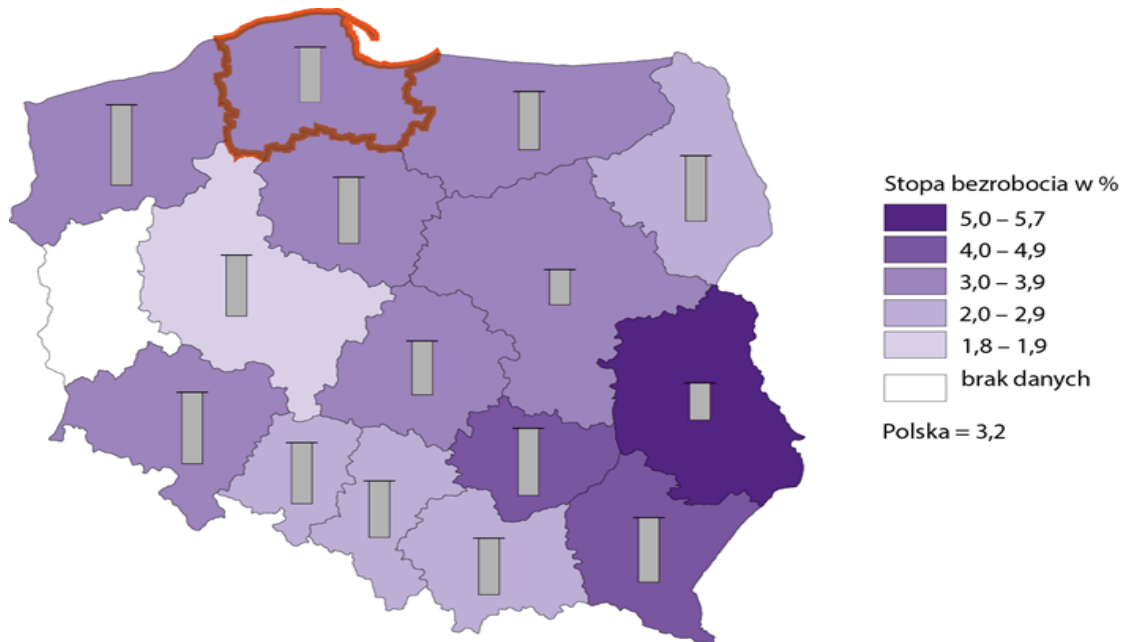 Stopa bezrobocia w %
5,0 – 5,7
4,0 – 4,9
3,0 – 3,9
2,0 – 2,9
1,8 – 1,9
brak danych
Polska = 3,2